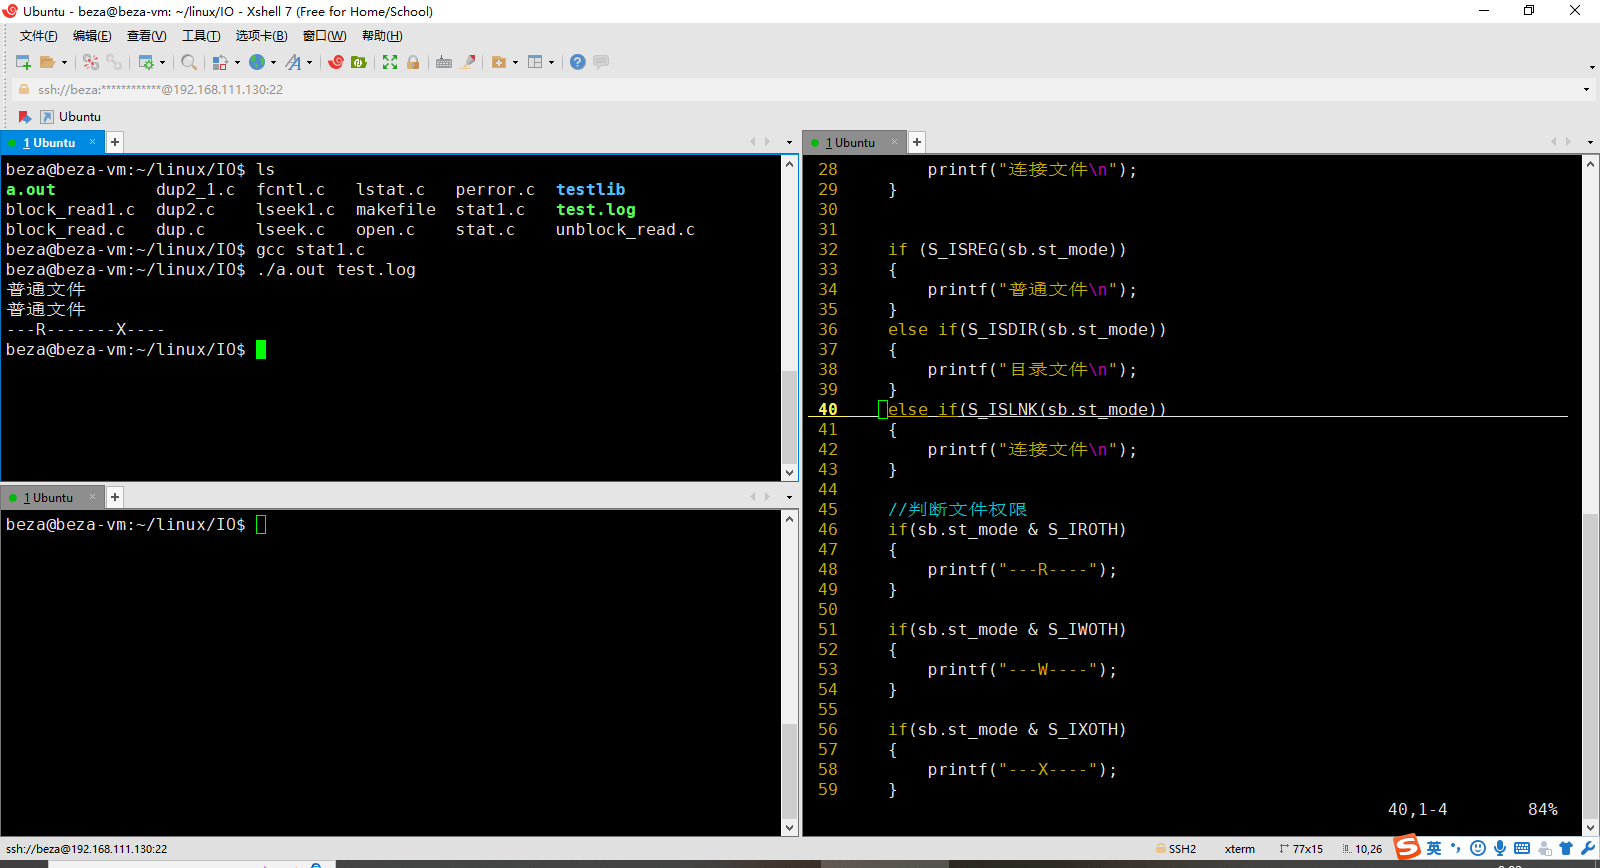 Ubuntu - beza@beza-vm: ~/linux/IO - Xshell 7 (Free for Home/School)
文件(F) 编辑(E) 查看(V) 工具(T) 选项卡(B) 窗口(W) 帮助(H)
ssh://beza:************@192.168.111.130:22
Ubuntu
1 Ubuntu × +
beza@beza-vm:~/linux/IO$ ls
a.out dup2_1.c fcntl.c lstat.c perror.c testlib
block_read1.c dup2.c lseek1.c makefile stat1.c test.log
block_read.c dup.c lseek.c open.c stat.c unblock_read.c
beza@beza-vm:~/linux/IO$ gcc stat1.c
beza@beza-vm:~/linux/IO$ ./a.out test.log
普通文件
普通文件
---R-------X----
beza@beza-vm:~/linux/IO$
1 Ubuntu × +
beza@beza-vm:~/linux/IO$
1 Ubuntu × +
28 printf("连接文件\n");
29 }
30
31
32 if (S_ISREG(sb.st_mode))
33 {
34 printf("普通文件\n");
35 }
36 else if(S_ISDIR(sb.st_mode))
37 {
38 printf("目录文件\n");
39 }
40 else if(S_ISLNK(sb.st_mode))
41 {
42 printf("连接文件\n");
43 }
44
45 //判断文件权限
46 if(sb.st_mode & S_IROTH)
47 {
48 printf("---R----");
49 }
50
51 if(sb.st_mode & S_IWOTH)
52 {
53 printf("---W----");
54 }
55
56 if(sb.st_mode & S_IXOTH)
57 {
58 printf("---X----");
59 }
40,1-4 84%
ssh://beza@192.168.111.130:22 SSH2 xterm 77x15 10,26 英